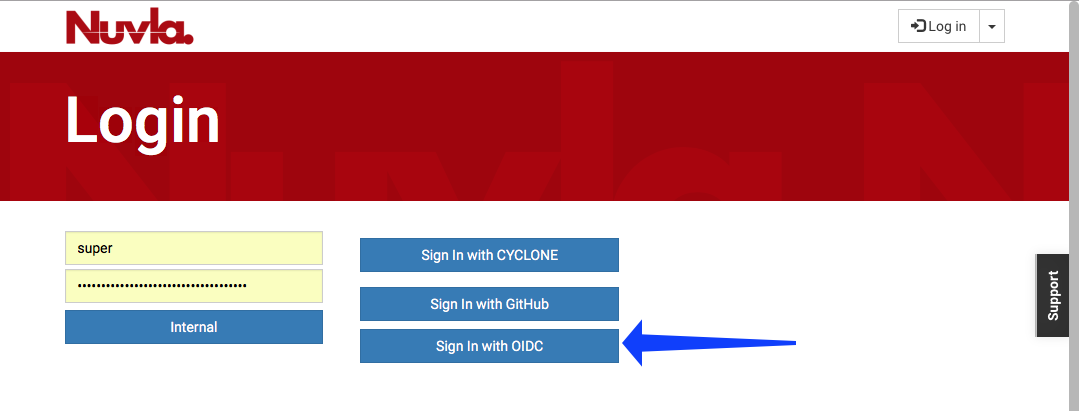 Nuvla.
Log in
Login
super
••••••••••••••••••••••••••••••••••••
Internal
Sign In with CYCLONE
Sign In with GitHub
Sign In with OIDC
Support